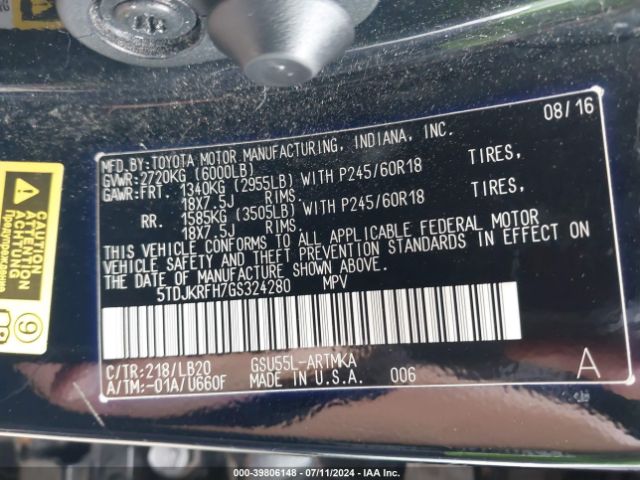 08/16
MFD.BY:TOYOTA MOTOR MANUFACTURING, INDIANA, INC.
GVWR:2720KG (6000LB)
GAWR:FRT. 1340KG (2955LB) WITH P245/60R18 TIRES,
18X7.5J RIMS.
RR. 1585KG (3505LB) WITH P245/60R18 TIRES,
18X7.5J RIMS.
THIS VEHICLE CONFORMS TO ALL APPLICABLE FEDERAL MOTOR
VEHICLE SAFETY AND THEFT PREVENTION STANDARDS IN EFFECT ON
THE DATE OF MANUFACTURE SHOWN ABOVE.
5TDJKRFH7GS324280 MPV
C/TR:218/LB20 GSU55L-ARTMKA
A/TM:-01A/U660F MADE IN U.S.A. 006 A
CAUTION
ATTENTION
ACHTUNG
Предупреждение
9
000-39806148 - 07/11/2024 - IAA Inc.